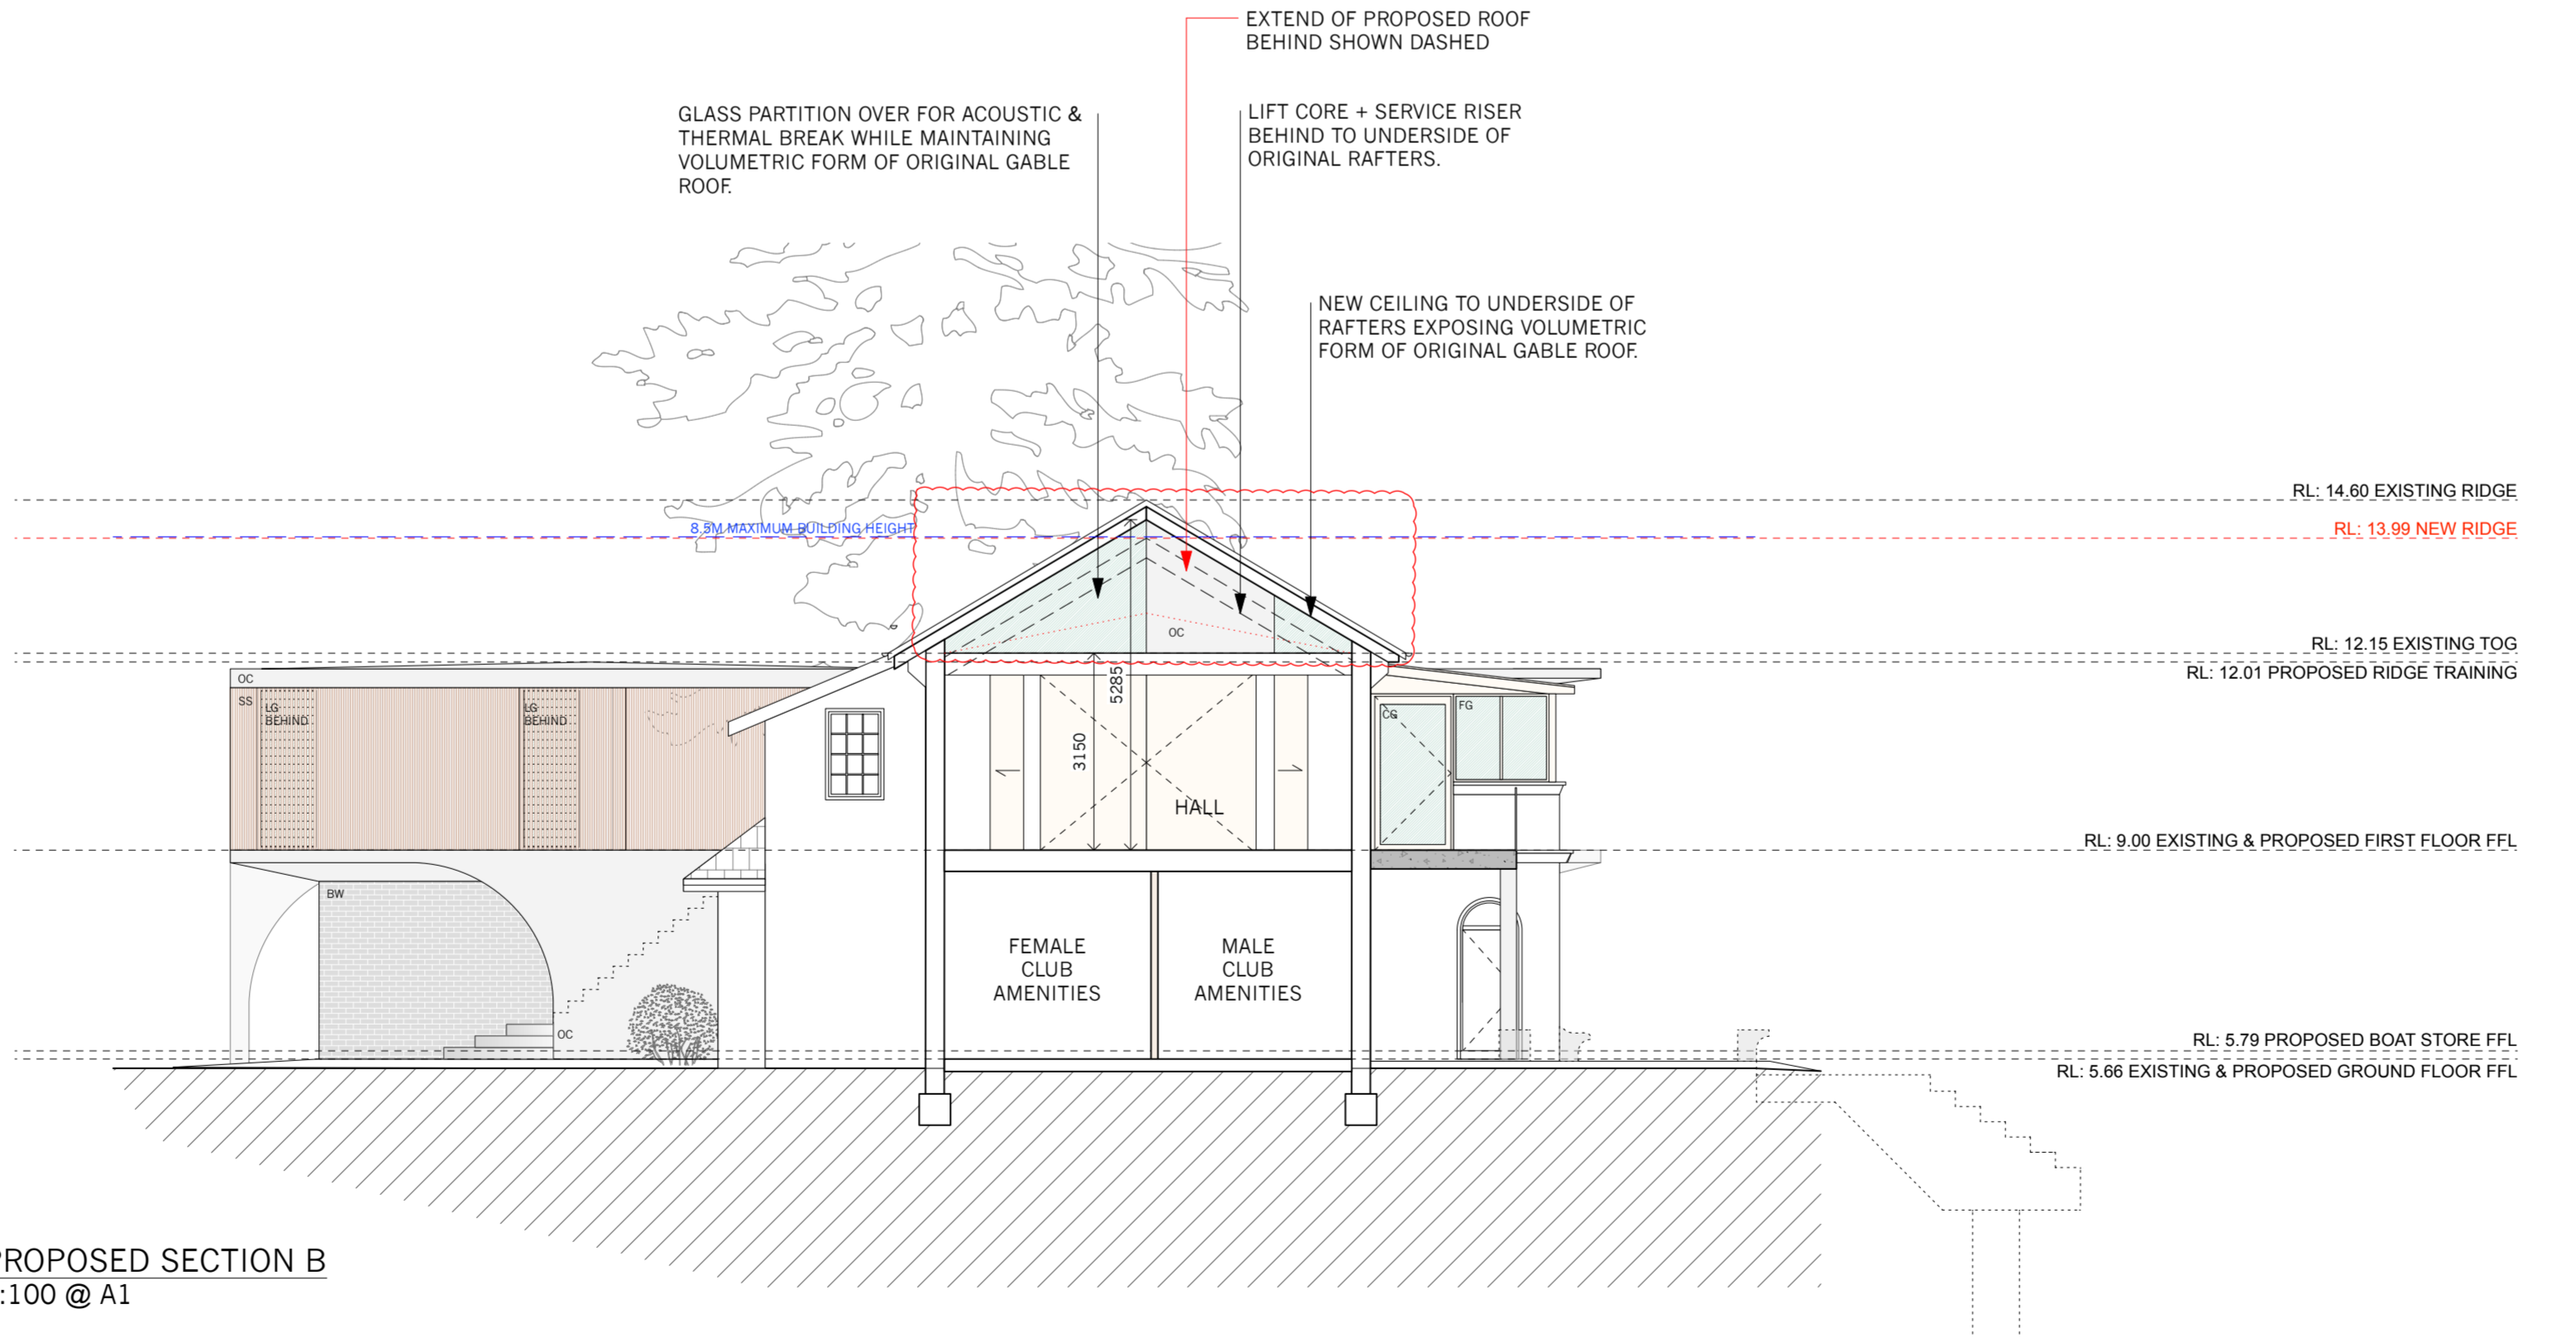 EXTEND OF PROPOSED ROOF
BEHIND SHOWN DASHED
GLASS PARTITION OVER FOR ACOUSTIC &
THERMAL BREAK WHILE MAINTAINING
VOLUMETRIC FORM OF ORIGINAL GABLE
ROOF.
LIFT CORE + SERVICE RISER
BEHIND TO UNDERSIDE OF
ORIGINAL RAFTERS.
NEW CEILING TO UNDERSIDE OF
RAFTERS EXPOSING VOLUMETRIC
FORM OF ORIGINAL GABLE ROOF.
RL: 14.60 EXISTING RIDGE
8.5M MAXIMUM BUILDING HEIGHT
RL: 13.99 NEW RIDGE
OC
RL: 12.15 EXISTING TOG
RL: 12.01 PROPOSED RIDGE TRAINING
OC
SS
LG
BEHIND
LG
BEHIND
5285
3150
HALL
CG
FG
RL: 9.00 EXISTING & PROPOSED FIRST FLOOR FFL
BW
FEMALE
CLUB
AMENITIES
MALE
CLUB
AMENITIES
OC
RL: 5.79 PROPOSED BOAT STORE FFL
RL: 5.66 EXISTING & PROPOSED GROUND FLOOR FFL
PROPOSED SECTION B
:100 @ A1